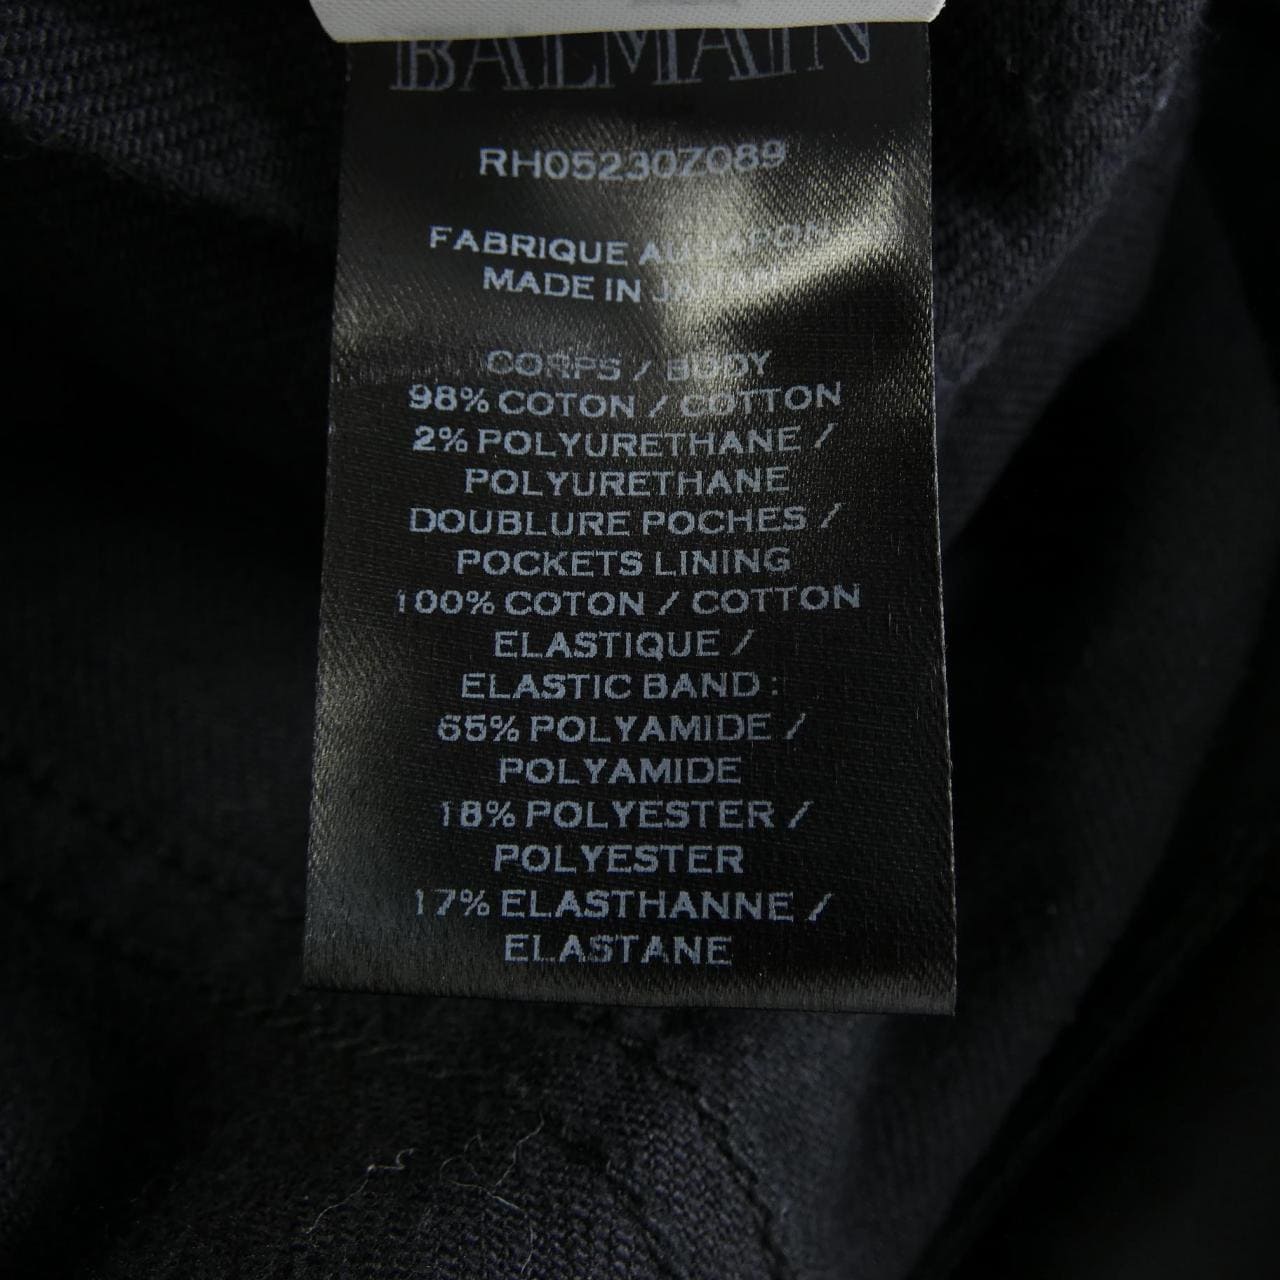 BALMAIN
RH05230Z089
FABRIQUE AU JAPON
MADE IN JAPAN
CORPS / BODY
98% COTON / COTTON
2% POLYURETHANE /
POLYURETHANE
DOUBLURE POCHES /
POCKETS LINING
100% COTON / COTTON
ELASTIQUE /
ELASTIC BAND :
65% POLYAMIDE /
POLYAMIDE
18% POLYESTER /
POLYESTER
17% ELASTHANNE /
ELASTANE